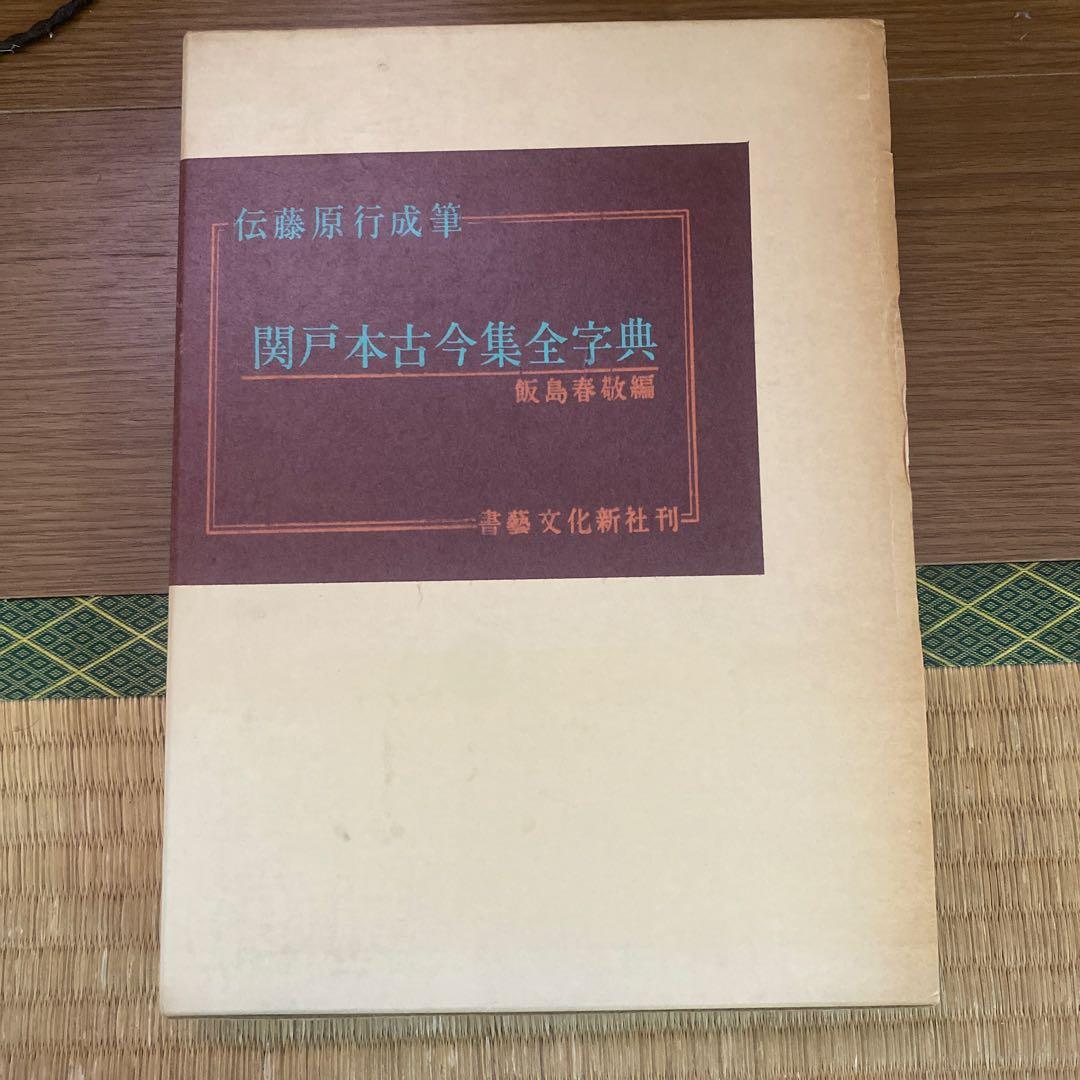 伝藤原行成筆
関戸本古今集全字典
飯島春敬編
書藝文化新社刊